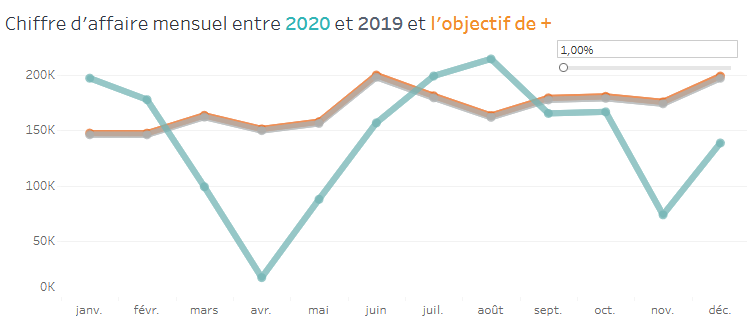 Chiffre d'affaire mensuel entre 2020 et 2019 et l'objectif de +
1,00%
200K
150K
100K
50K
0K
janv. févr. mars avr. mai juin juil. août sept. oct. nov. déc.